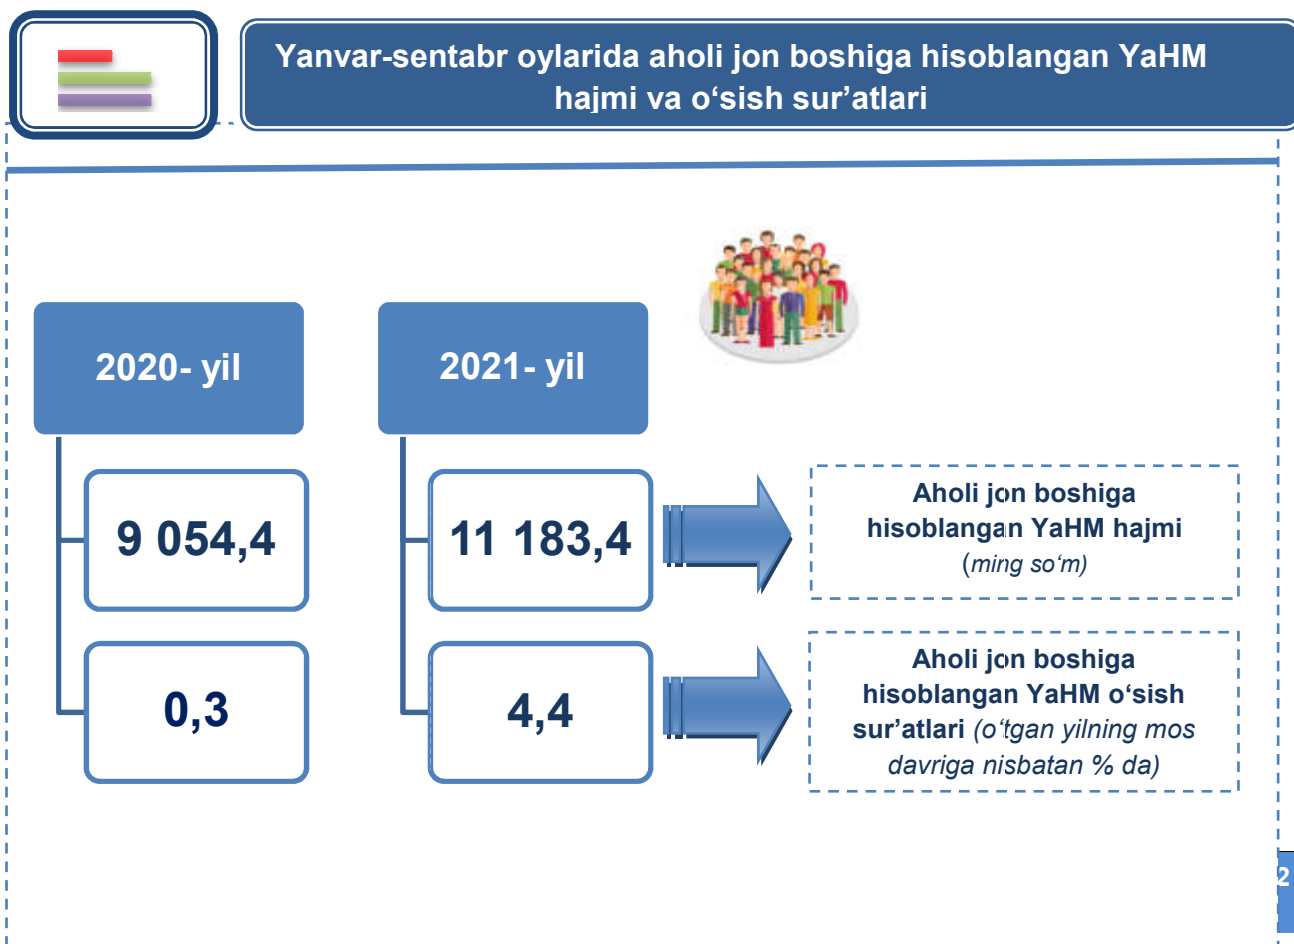 Yanvar-sentabr oylarida aholi jon boshiga hisoblangan YaHM
hajmi va o‘sish sur’atlari
2020- yil
2021- yil
9 054,4
11 183,4
Aholi jon boshiga
hisoblangan YaHM hajmi
(ming so‘m)
0,3
4,4
Aholi jon boshiga
hisoblangan YaHM o‘sish
sur’atlari (o‘tgan yilning mos
davriga nisbatan % da)
2